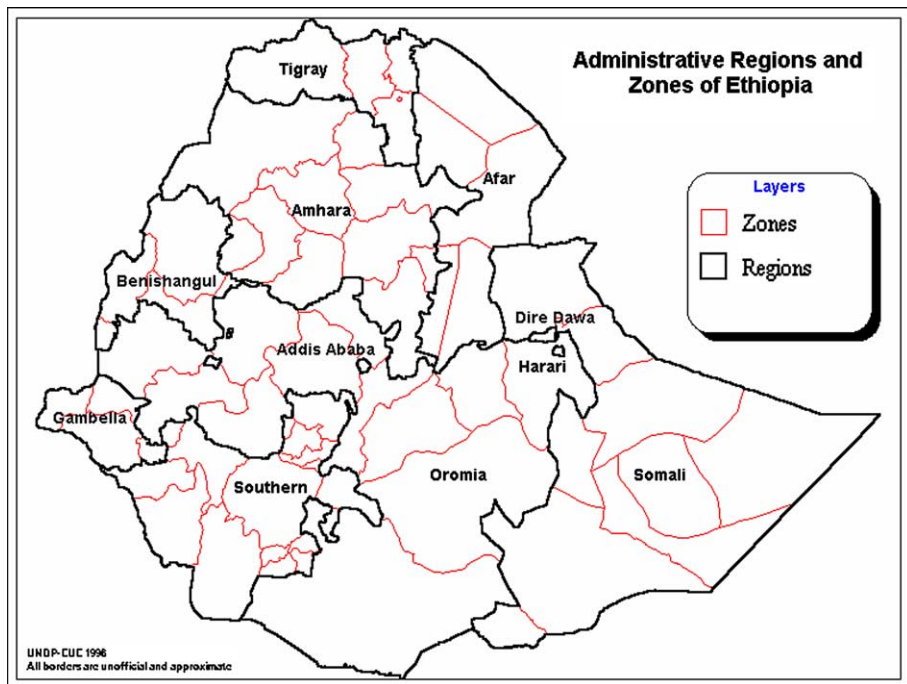 Administrative Regions and
Zones of Ethiopia
Tigray
Afar
Layers
Zones
Regions
Amhara
Benishangul
Dire Dawa
Addis Ababa
Harari
Gambella
Oromia
Somali
Southern
UNDP-EUE 1996
All borders are unofficial and approximate